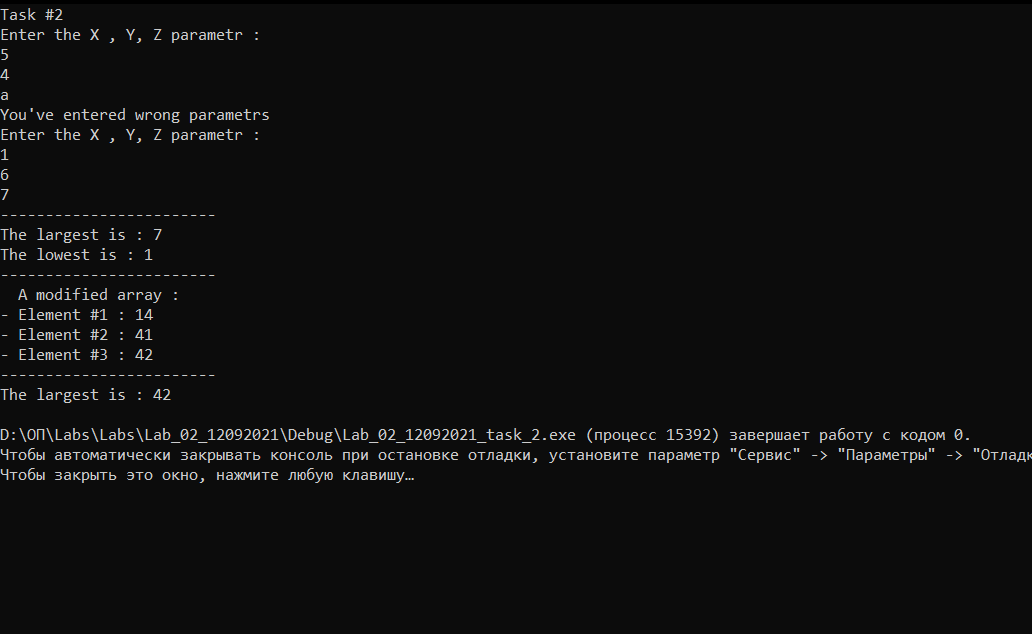 Task #2
Enter the X , Y, Z parametr :
5
4
a
You've entered wrong parametrs
Enter the X , Y, Z parametr :
1
6
7
------------------------
The largest is : 7
The lowest is : 1
------------------------
  A modified array :
- Element #1 : 14
- Element #2 : 41
- Element #3 : 42
------------------------
The largest is : 42

D:\ОП\Labs\Labs\Lab_02_12092021\Debug\Lab_02_12092021_task_2.exe (процесс 15392) завершает работу с кодом 0.
Чтобы автоматически закрывать консоль при остановке отладки, установите параметр "Сервис" -> "Параметры" -> "Отладк
Чтобы закрыть это окно, нажмите любую клавишу…